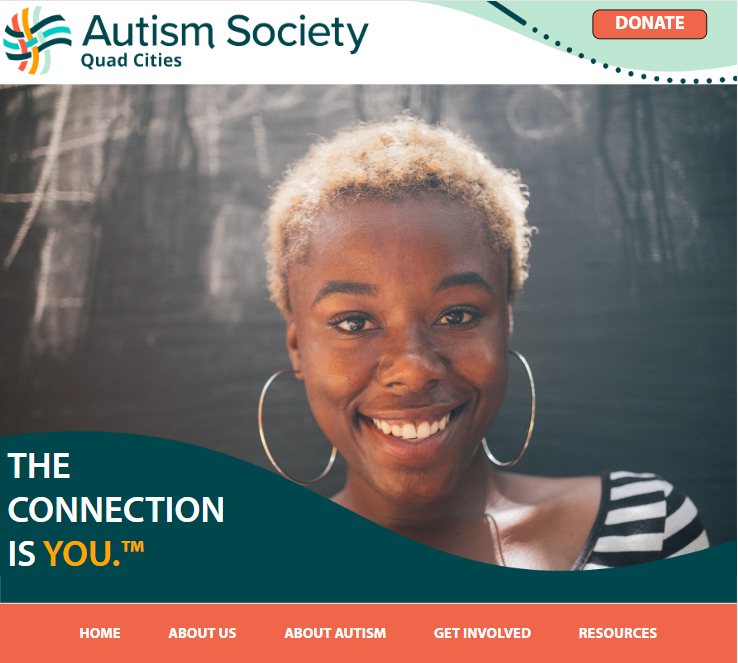 Autism Society
Quad Cities
DONATE
THE
CONNECTION
IS YOU.™
HOME ABOUT US ABOUT AUTISM GET INVOLVED RESOURCES